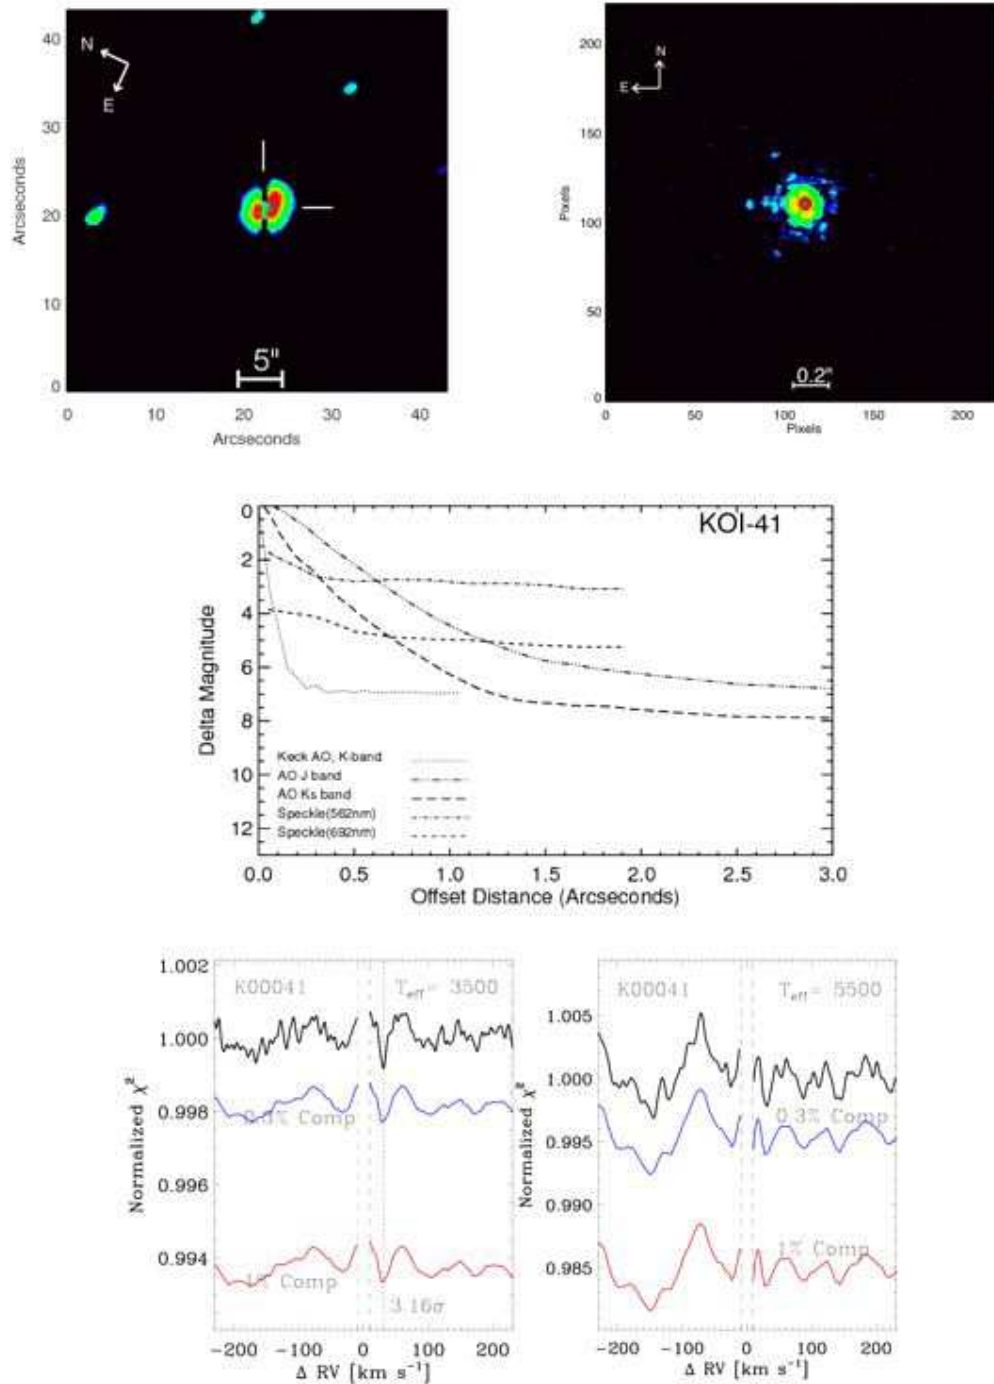 40
30
20
10
0
Arcseconds
N
E
5"
0 10 20 30 40
Arcseconds
200
150
100
50
0
Pixels
N
E
0.2"
0 50 100 150 200
Pixels
KOI-41
0
2
4
6
8
10
12
Delta Magnitude
Keck AO, K-band
AO J band
AO Ks band
Speckle(562nm)
Speckle(692nm)
0.0 0.5 1.0 1.5 2.0 2.5 3.0
Offset Distance (Arcseconds)
1.002
1.000
0.998
0.996
0.994
Normalized χ²
K00041 Teff= 3500
0.3% Comp
1% Comp
3.16σ
-200 -100 0 100 200
Δ RV [km s⁻¹]
1.005
1.000
0.995
0.990
0.985
Normalized χ²
K00041 Teff= 5500
0.3% Comp
1% Comp
-200 -100 0 100 200
Δ RV [km s⁻¹]